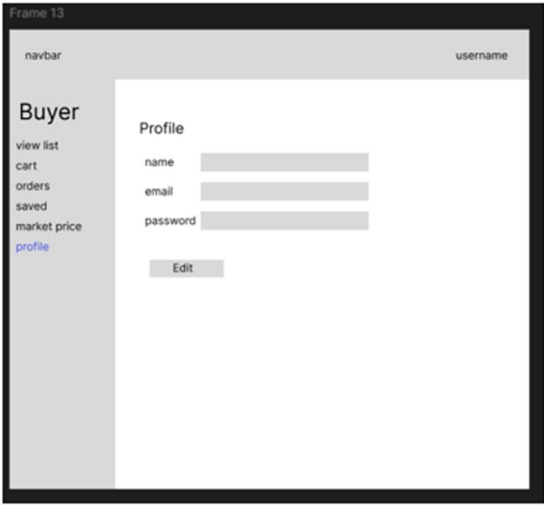 Frame 13
navbar
username
Buyer
view list
cart
orders
saved
market price
profile
Profile
name
email
password
Edit